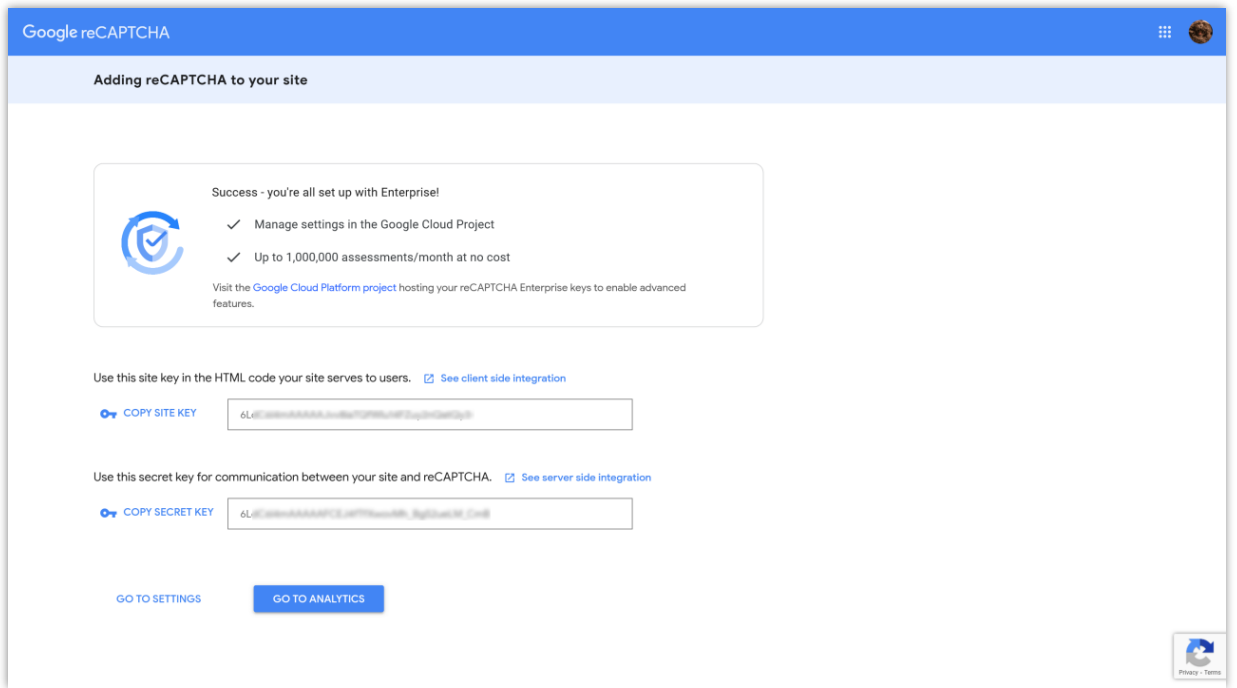 Google reCAPTCHA
Adding reCAPTCHA to your site
Success - you're all set up with Enterprise!
Manage settings in the Google Cloud Project
Up to 1,000,000 assessments/month at no cost
Visit the Google Cloud Platform project hosting your reCAPTCHA Enterprise keys to enable advanced
features.
Use this site key in the HTML code your site serves to users. See client side integration
COPY SITE KEY
Use this secret key for communication between your site and reCAPTCHA. See server side integration
COPY SECRET KEY
GO TO SETTINGS GO TO ANALYTICS
Privacy - Terms